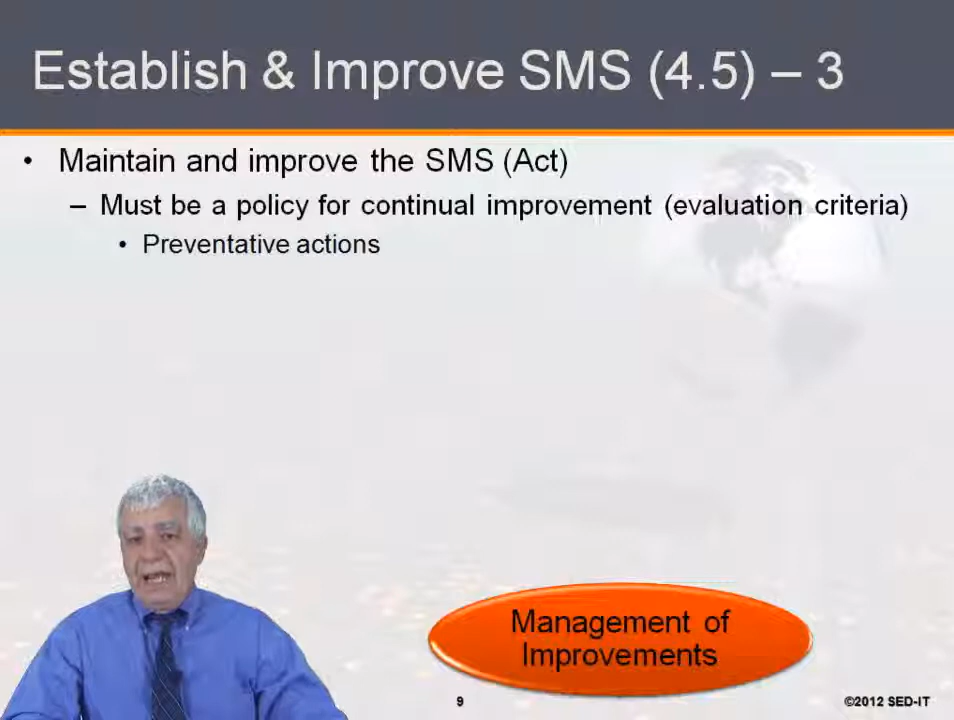 Establish & Improve SMS (4.5) – 3
• Maintain and improve the SMS (Act)
– Must be a policy for continual improvement (evaluation criteria)
• Preventative actions
Management of
Improvements
9
©2012 SED-IT